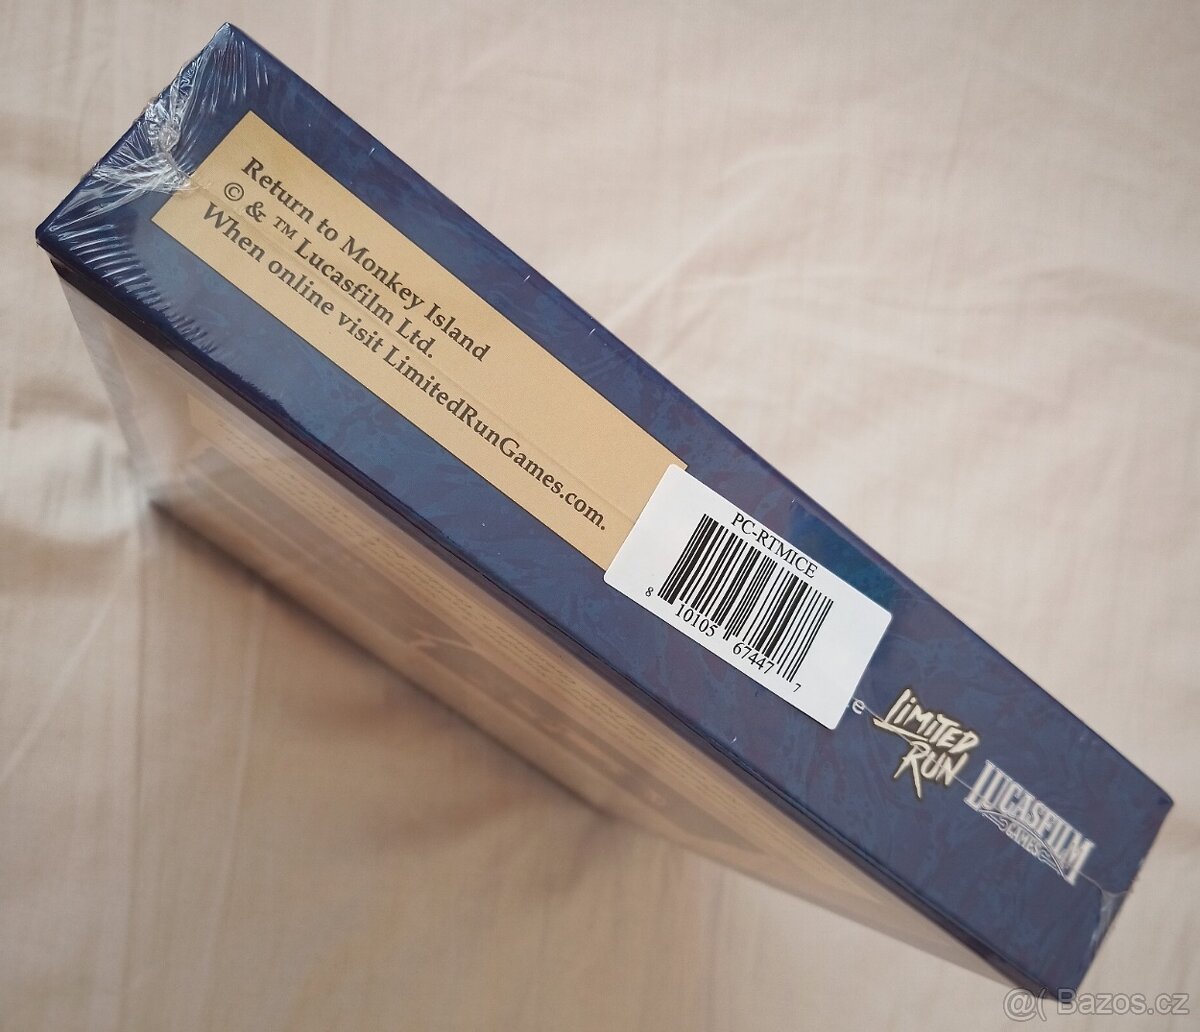 Return to Monkey Island
© & ™ Lucasfilm Ltd.
When online visit LimitedRunGames.com.
PC-RTMICE
8 10105 67447 7
e
LIMITED
RUN
LUCASFILM
GAMES
@( Bazos.cz